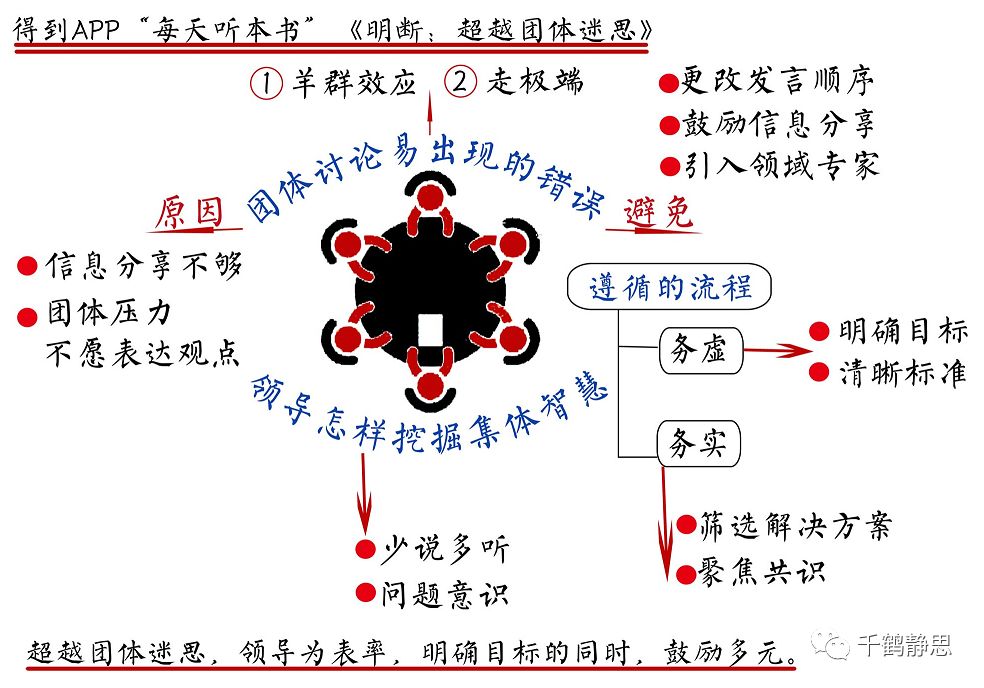 得到APP“每天听本书” 《明断：超越团体迷思》
① 羊群效应 ② 走极端
更改发言顺序
鼓励信息分享
引入领域专家
团体讨论易出现的错误
原因
避免
信息分享不够
团体压力
不愿表达观点
遵循的流程
务虚
明确目标
清晰标准
务实
领导怎样挖掘集体智慧
筛选解决方案
聚焦共识
少说多听
问题意识
超越团体迷思，领导为表率，明确目标的同时，鼓励多元。
千鹤静思